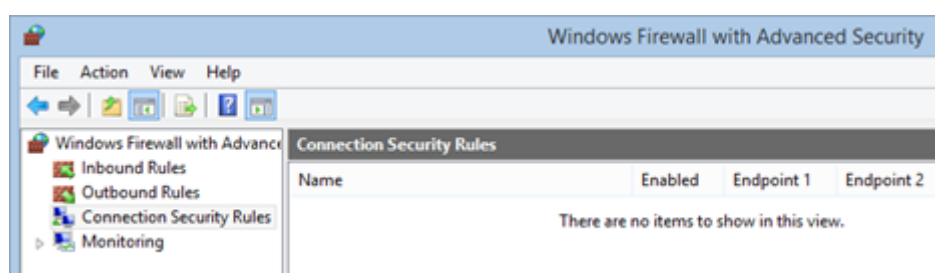 Windows Firewall with Advanced Security
File Action View Help
Windows Firewall with Advance
Inbound Rules
Outbound Rules
Connection Security Rules
Monitoring
Connection Security Rules
Name Enabled Endpoint 1 Endpoint 2
There are no items to show in this view.